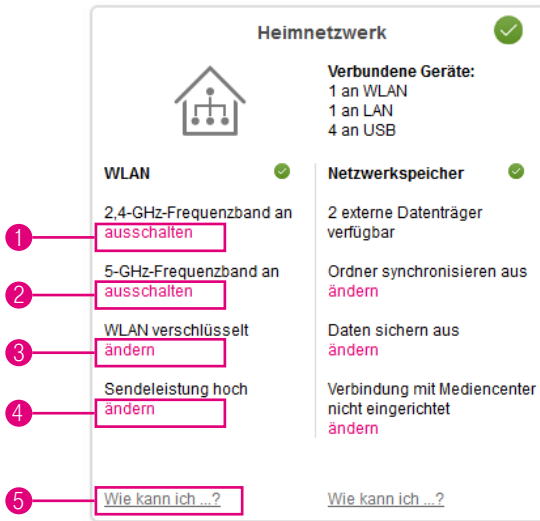 Heimnetzwerk
Verbundene Geräte:
1 an WLAN
1 an LAN
4 an USB
WLAN
2,4-GHz-Frequenzband an
1
ausschalten
5-GHz-Frequenzband an
2
ausschalten
WLAN verschlüsselt
3
ändern
Sendeleistung hoch
4
ändern
5
Wie kann ich ...?
Netzwerkspeicher
2 externe Datenträger
verfügbar
Ordner synchronisieren aus
ändern
Daten sichern aus
ändern
Verbindung mit Mediencenter
nicht eingerichtet
ändern
Wie kann ich ...?